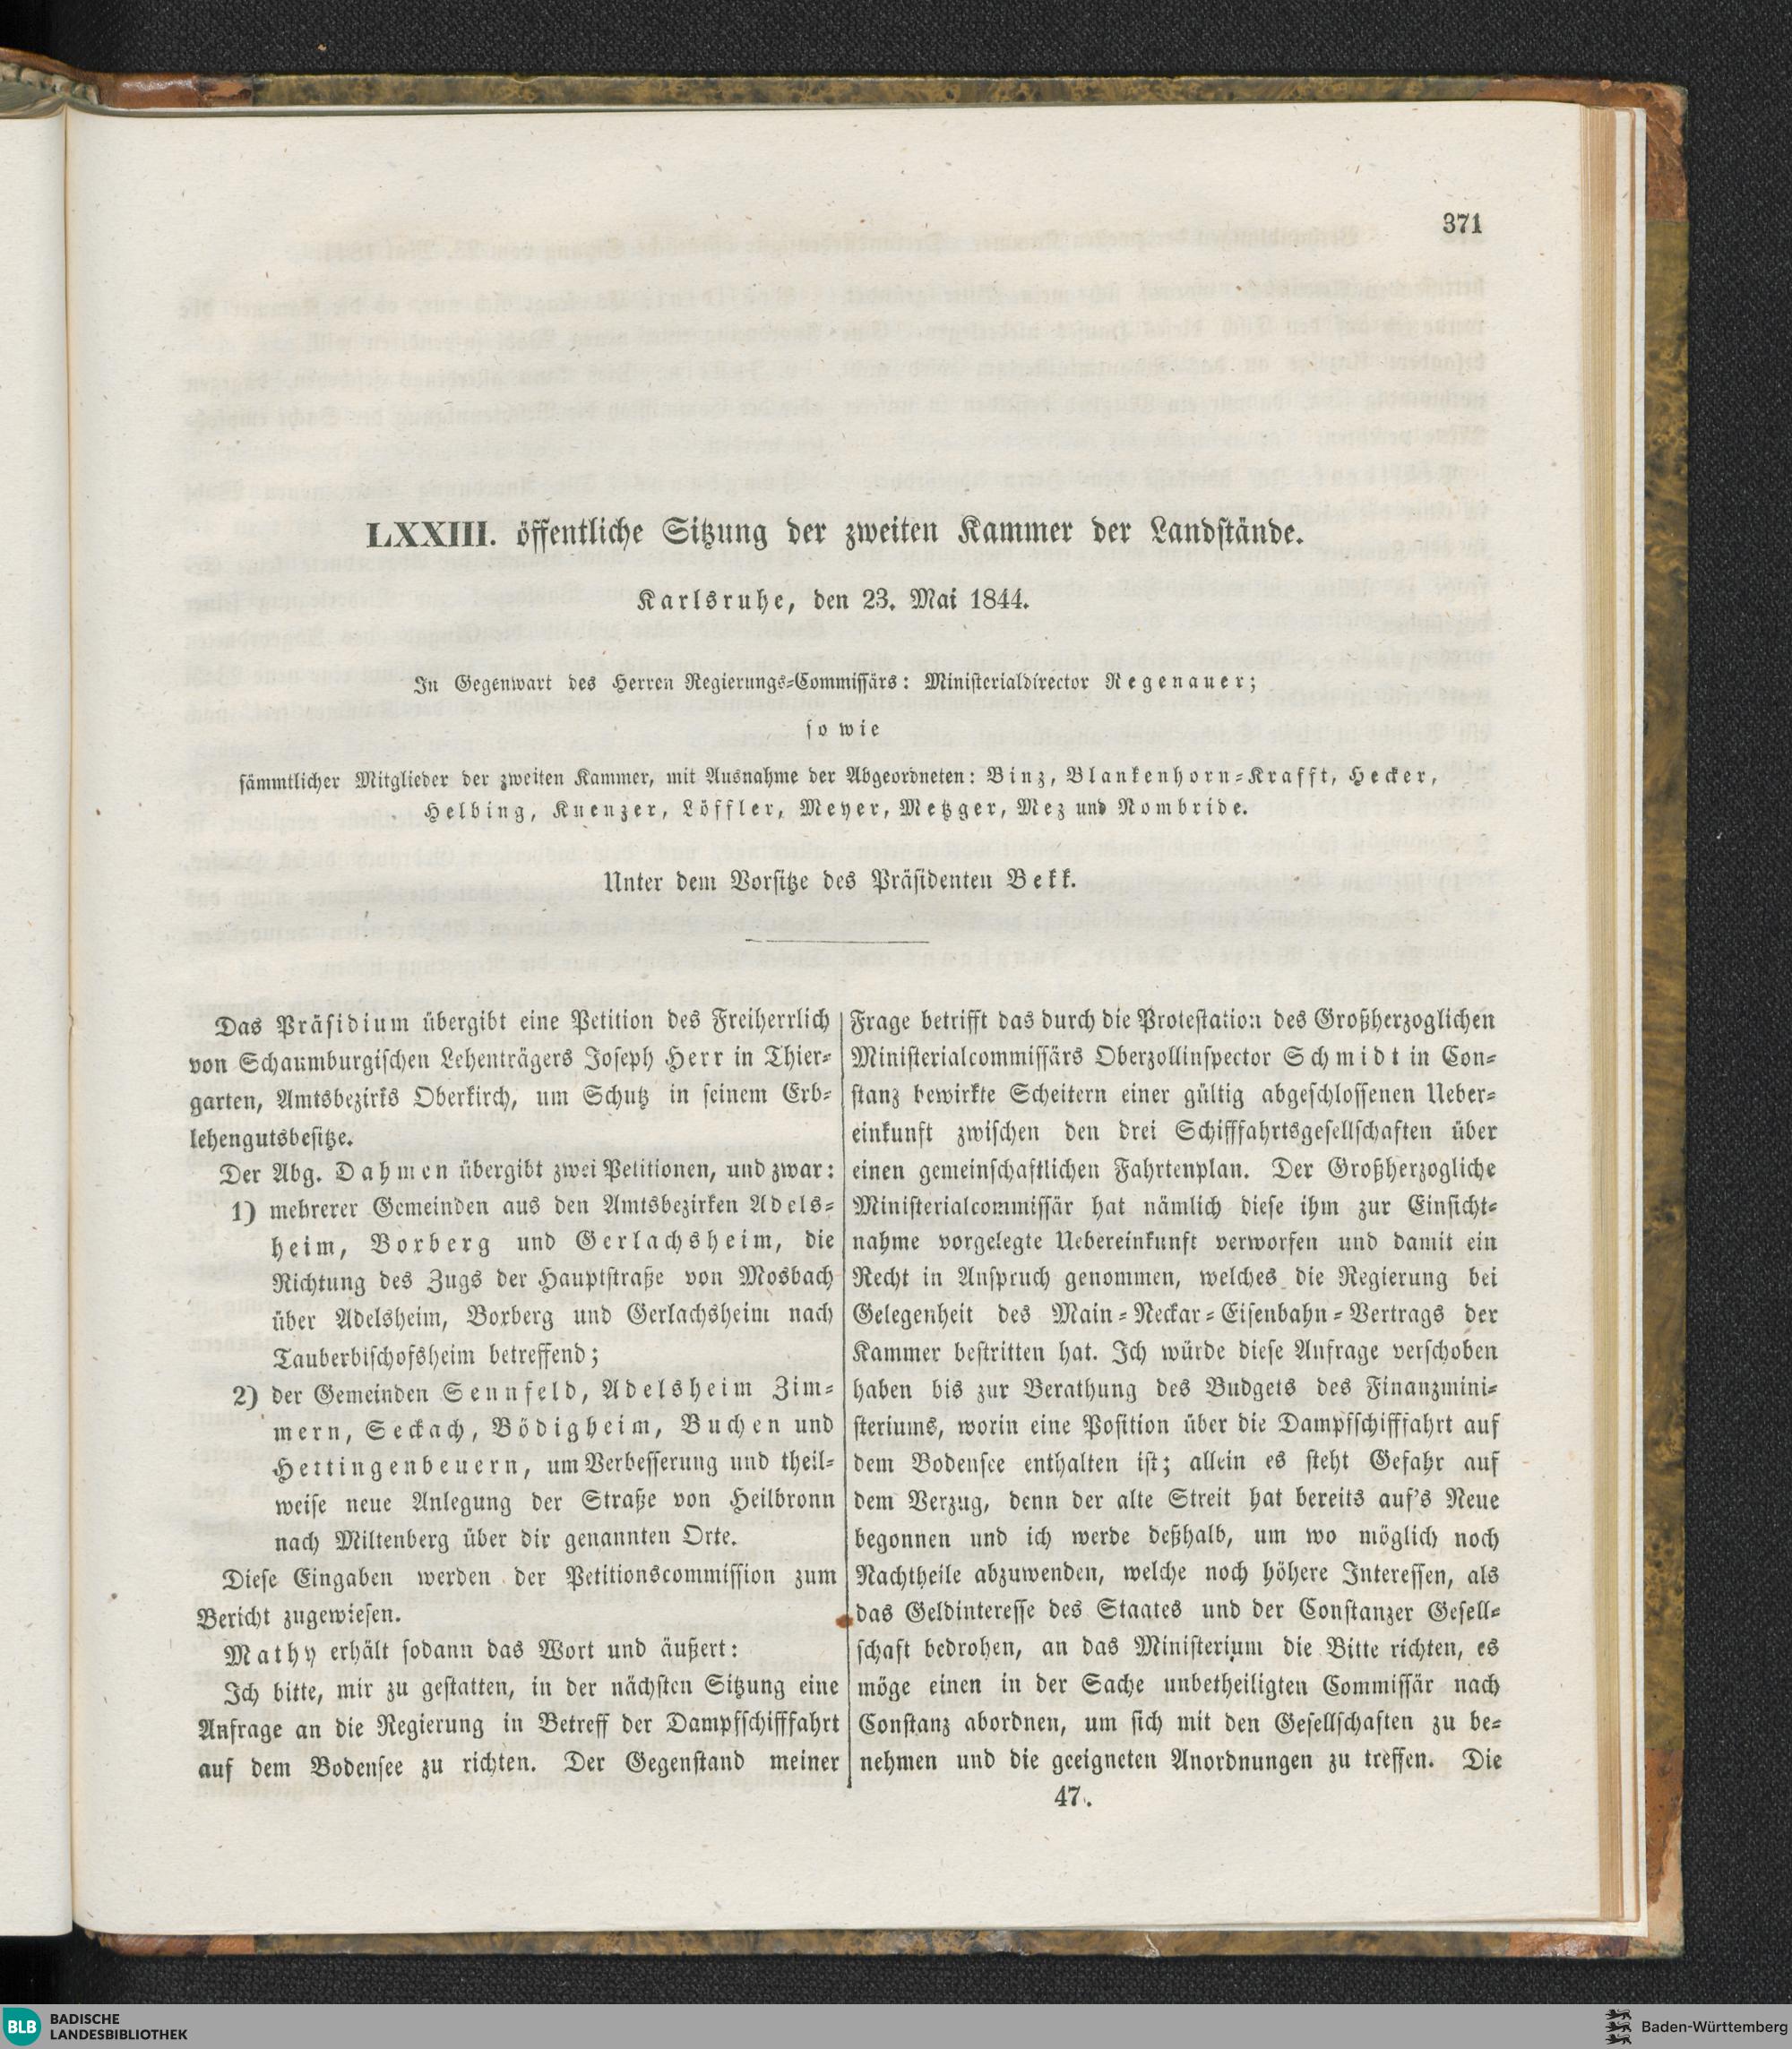 371
LXXIII. öffentliche Sitzung der zweiten Kammer der Landstände.
Karlsruhe, den 23. Mai 1844.
In Gegenwart des Herren Regierungs-Commissärs: Ministerialdirector Regenauer;
sowie
sämmtlicher Mitglieder der zweiten Kammer, mit Ausnahme der Abgeordneten: Binz, Blankenhorn-Krafft, Hecker,
Helbing, Kuenzer, Löffler, Meyer, Metzger, Mez und Nombride.
Unter dem Vorsitze des Präsidenten Bekk.
Das Präsidium übergibt eine Petition des Freiherrlich
von Schaumburgischen Lehenträgers Joseph Herr in Thier-
garten, Amtsbezirks Oberkirch, um Schutz in seinem Erb-
lehengutsbesitze.
Der Abg. Dahmen übergibt zwei Petitionen, und zwar:
1) mehrerer Gemeinden aus den Amtsbezirken Adels-
heim, Borberg und Gerlachsheim, die
Richtung des Zugs der Hauptstraße von Mosbach
über Adelsheim, Boxberg und Gerlachsheim nach
Tauberbischofsheim betreffend;
2) der Gemeinden Sennfeld, Adelsheim Zim-
mern, Seckach, Bödigheim, Buchen und
Hettingenbeuern, um Verbesserung und theil-
weise neue Anlegung der Straße von Heilbronn
nach Miltenberg über dir genannten Orte.
Diese Eingaben werden der Petitionscommission zum
Bericht zugewiesen.
Mathy erhält sodann das Wort und äußert:
Ich bitte, mir zu gestatten, in der nächsten Sitzung eine
Anfrage an die Regierung in Betreff der Dampfschifffahrt
auf dem Bodensee zu richten. Der Gegenstand meiner
Frage betrifft das durch die Protestation des Großherzoglichen
Ministerialcommissärs Oberzollinspector Schmidt in Con-
stanz bewirkte Scheitern einer gültig abgeschlossenen Ueber-
einkunft zwischen den drei Schifffahrtsgesellschaften über
einen gemeinschaftlichen Fahrtenplan. Der Großherzogliche
Ministerialcommissär hat nämlich diese ihm zur Einsicht-
nahme vorgelegte Uebereinkunft verworfen und damit ein
Recht in Anspruch genommen, welches die Regierung bei
Gelegenheit des Main-Neckar-Eisenbahn-Vertrags der
Kammer bestritten hat. Ich würde diese Anfrage verschoben
haben bis zur Berathung des Budgets des Finanzmini-
steriums, worin eine Position über die Dampfschifffahrt auf
dem Bodensee enthalten ist; allein es steht Gefahr auf
dem Verzug, denn der alte Streit hat bereits auf's Neue
begonnen und ich werde deßhalb, um wo möglich noch
Nachtheile abzuwenden, welche noch höhere Interessen, als
das Geldinteresse des Staates und der Constanzer Gesell-
schaft bedrohen, an das Ministerium die Bitte richten, es
möge einen in der Sache unbetheiligten Commissär nach
Constanz abordnen, um sich mit den Gesellschaften zu be-
nehmen und die geeigneten Anordnungen zu treffen. Die
47.
BLB BADISCHE
LANDESBIBLIOTHEK
Baden-Württemberg